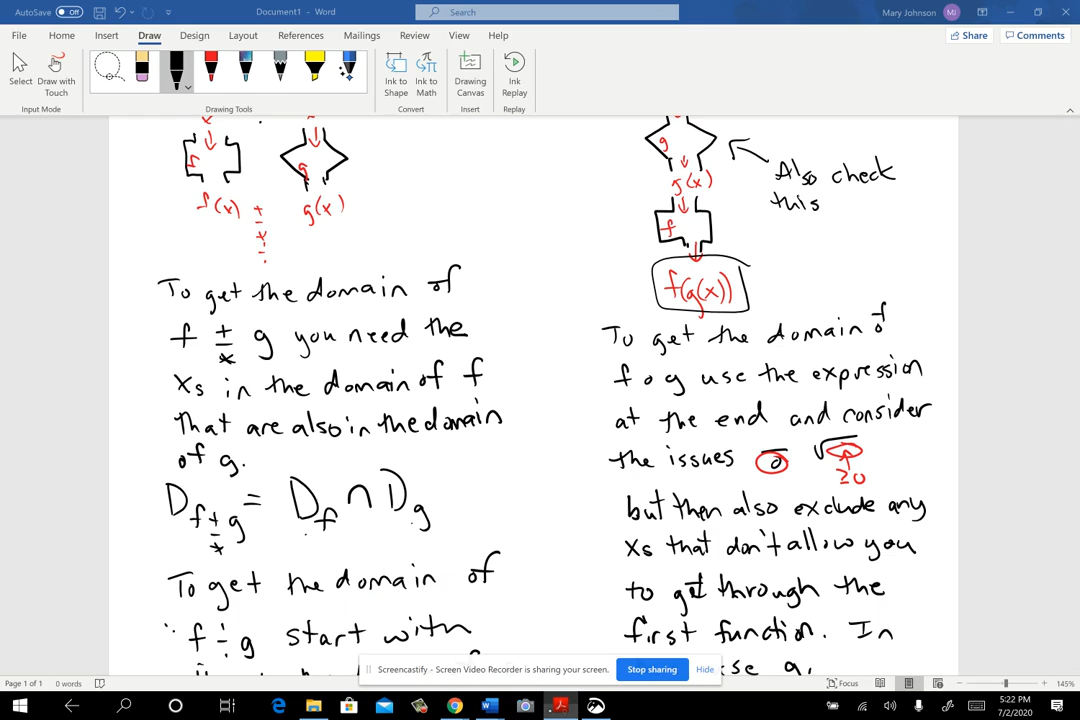 AutoSave Off
Document1 - Word
Search
Mary Johnson MJ
File Home Insert Draw Design Layout References Mailings Review View Help
Share Comments
Select
Draw with Touch
Ink to Shape
Ink to Math
Drawing Canvas
Ink Replay
Input Mode
Drawing Tools
Convert
Insert
Replay
f
g
f(x) + - × ÷ g(x)
To get the domain of
f ± × g you need the
xs in the domain of f
that are also in the domain
of g.
D f ± × g = Df ∩ Dg
To get the domain of
f ÷ g start with
g
g(x)
f
f(g(x))
Also check
this
To get the domain of
f o g use the expression
at the end and consider
the issues
0
√
≥0
but then also exclude any
xs that don't allow you
to get through the
first function. In
Screencastify - Screen Video Recorder is sharing your screen.
Stop sharing
Hide
Page 1 of 1
0 words
Focus
145%
5:22 PM
7/2/2020